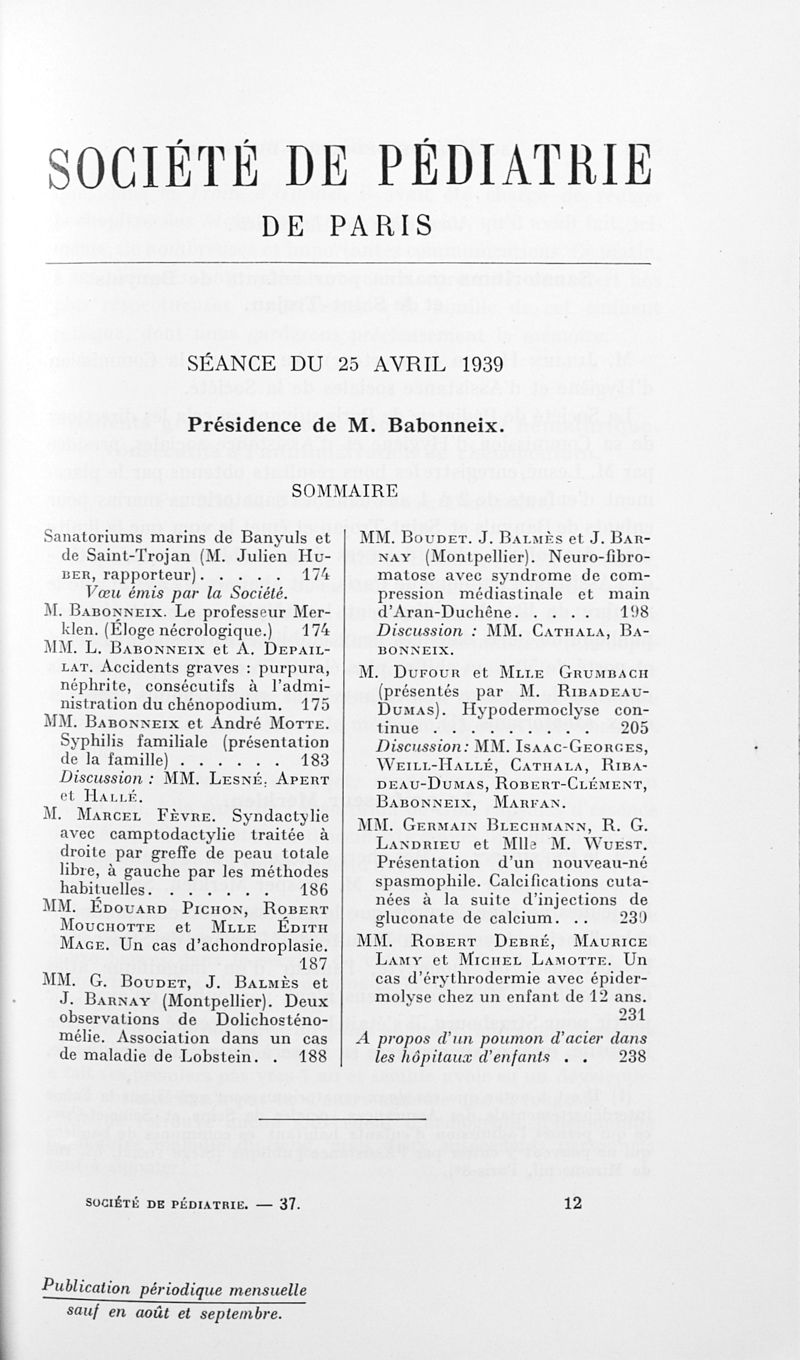 SOCIÉTÉ DE PÉDIATRIE
DE PARIS
SÉANCE DU 25 AVRIL 1939
Présidence de M. Babonneix.
SOMMAIRE
Sanatoriums marins de Banyuls et
de Saint-Trojan (M. Julien HU-
BER, rapporteur). . . . . 174
Vœu émis par la Société.
M. BABONNEIX. Le professeur Mer-
klen. (Éloge nécrologique.) 174
MM. L. BABONNEIX et A. DEPAIL-
LAT. Accidents graves : purpura,
néphrite, consécutifs à l'admi-
nistration du chénopodium. 175
MM. BABONNEIX et André MOTTE.
Syphilis familiale (présentation
de la famille) . . . . . . 183
Discussion : MM. LESNÉ, APERT
et HALLÉ.
M. MARCEL FÈVRE. Syndactylie
avec camptodactylie traitée à
droite par greffe de peau totale
libre, à gauche par les méthodes
habituelles. . . . . . . 186
MM. ÉDOUARD PICHON, ROBERT
MOUCHOTTE et MLLE ÉDITH
MAGE. Un cas d'achondroplasie.
187
MM. G. BOUDET, J. BALMÈS et
J. BARNAY (Montpellier). Deux
observations de Dolichosténo-
mélie. Association dans un cas
de maladie de Lobstein. . 188
MM. BOUDET. J. BALMÈS et J. BAR-
NAY (Montpellier). Neuro-fibro-
matose avec syndrome de com-
pression médiastinale et main
d'Aran-Duchêne. . . . . 198
Discussion : MM. CATHALA, BA-
BONNEIX.
M. DUFOUR et MLLE GRUMBACH
(présentés par M. RIBADEAU-
DUMAS). Hypodermoclyse con-
tinue . . . . . . . . . 205
Discussion : MM. ISAAC-GEORGES,
WEILL-HALLÉ, CATHALA, RIBA-
DEAU-DUMAS, ROBERT-CLÉMENT,
BABONNEIX, MARFAN.
MM. GERMAIN BLECHMANN, R. G.
LANDRIEU et Mlle M. WUEST.
Présentation d'un nouveau-né
spasmophile. Calcifications cuta-
nées à la suite d'injections de
gluconate de calcium. . . 230
MM. ROBERT DEBRÉ, MAURICE
LAMY et MICHEL LAMOTTE. Un
cas d'érythrodermie avec épider-
molyse chez un enfant de 12 ans.
231
A propos d'un poumon d'acier dans
les hôpitaux d'enfants . . 238
SOCIÉTÉ DE PÉDIATRIE. — 37. 12
Publication périodique mensuelle
sauf en août et septembre.